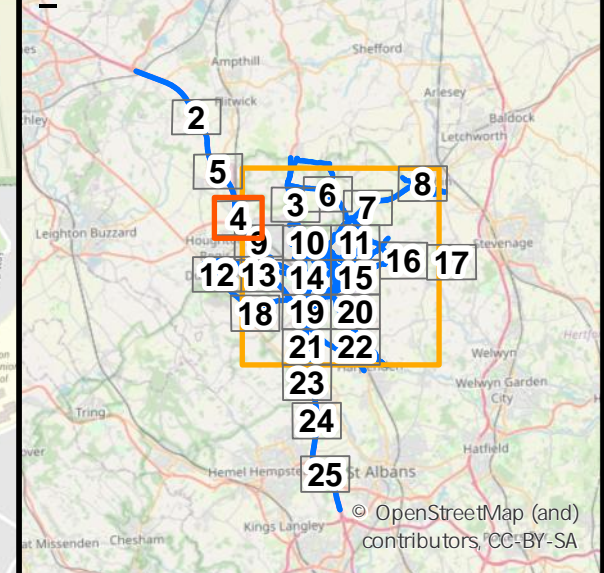 Ampthill
Shefford
Flitwick
Arlesey
Baldock
Letchworth
2
5
8
6
3
7
4
Leighton Buzzard
9
10
11
Stevenage
12
13
14
15
16
17
18
19
20
21
22
Welwyn
23
Welwyn Garden
City
Tring
24
Hatfield
25
St Albans
Kings Langley
Chesham
© OpenStreetMap (and)
contributors, CC-BY-SA